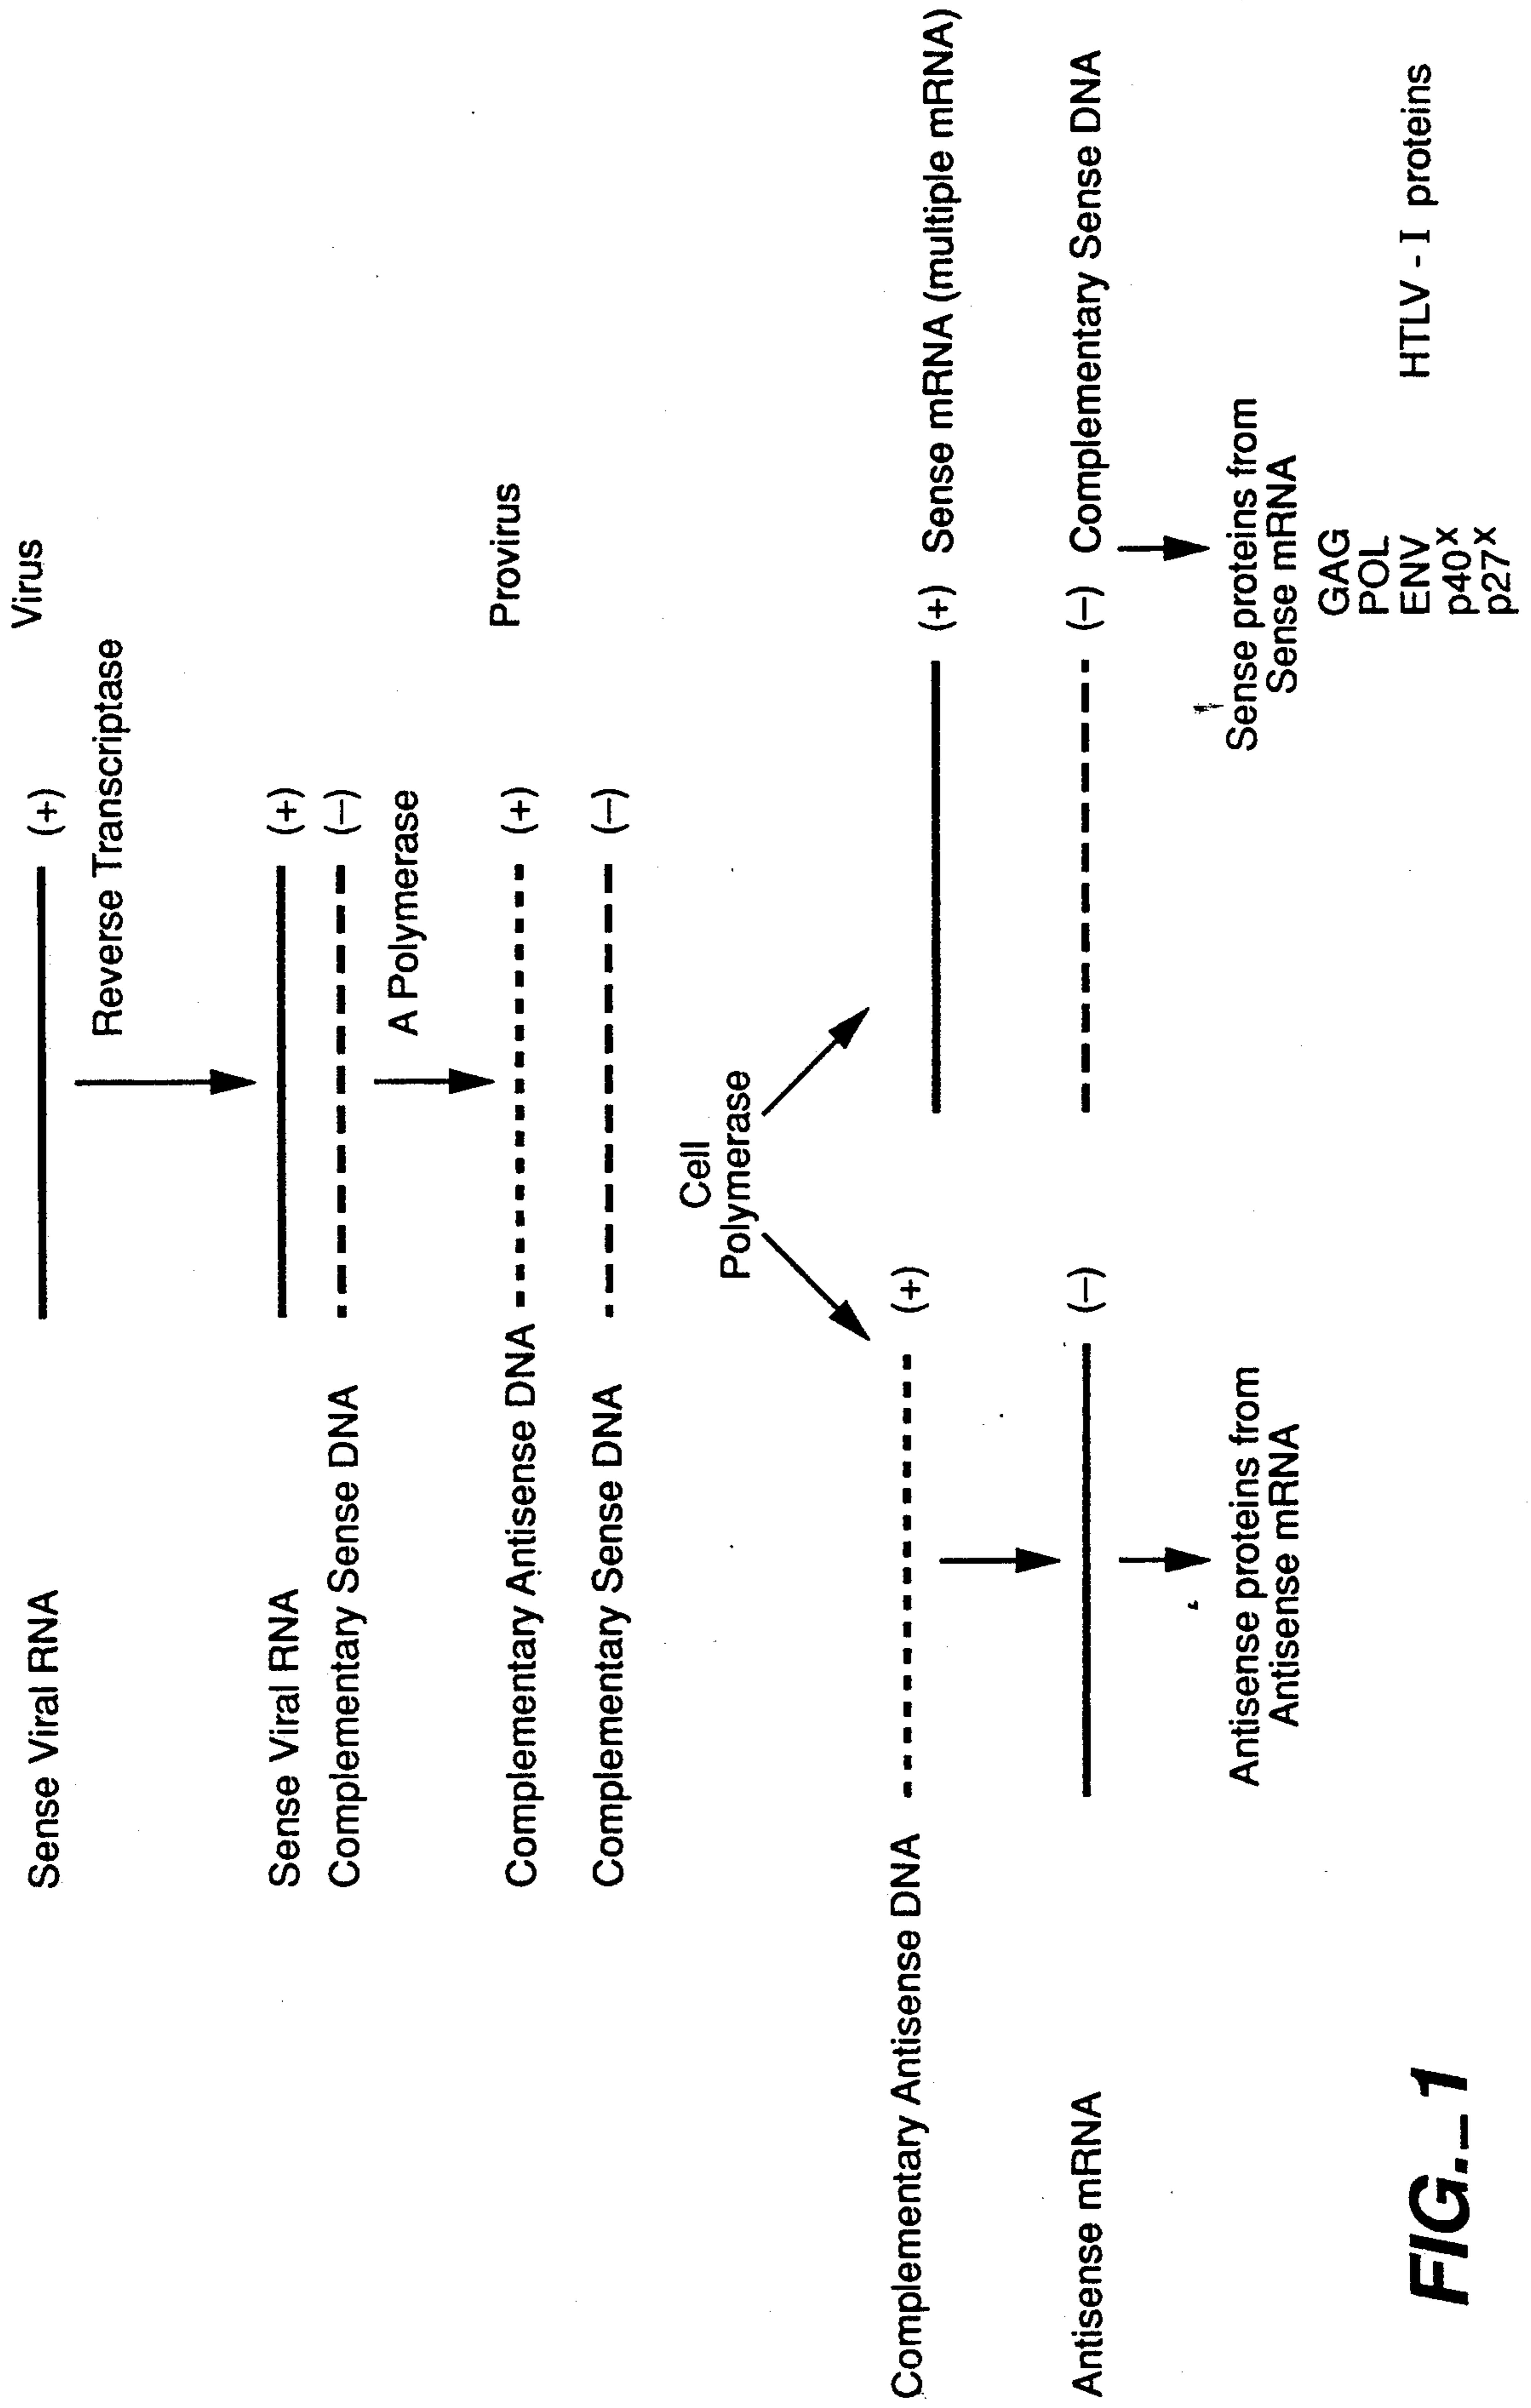 Sense Viral RNA (+) Virus
Reverse Transcriptase
Sense Viral RNA (+)
Complementary Sense DNA (−)
A Polymerase
Complementary Antisense DNA (+) Provirus
Complementary Sense DNA (−)
Cell
Polymerase
Complementary Antisense DNA (+)
(+) Sense mRNA (multiple mRNA)
Antisense mRNA (−)
(−) Complementary Sense DNA
Antisense proteins from
Antisense mRNA
Sense proteins from
Sense mRNA
GAG
POL
ENV HTLV - I proteins
p40x
p27x
FIG._1